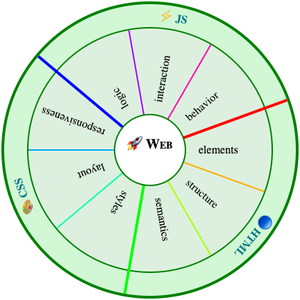 ⚡ JS
logic
interaction
behavior
responsiveness
🚀 WEB
elements
layout
structure
styles
semantics
🎨 CSS
🔵 HTML